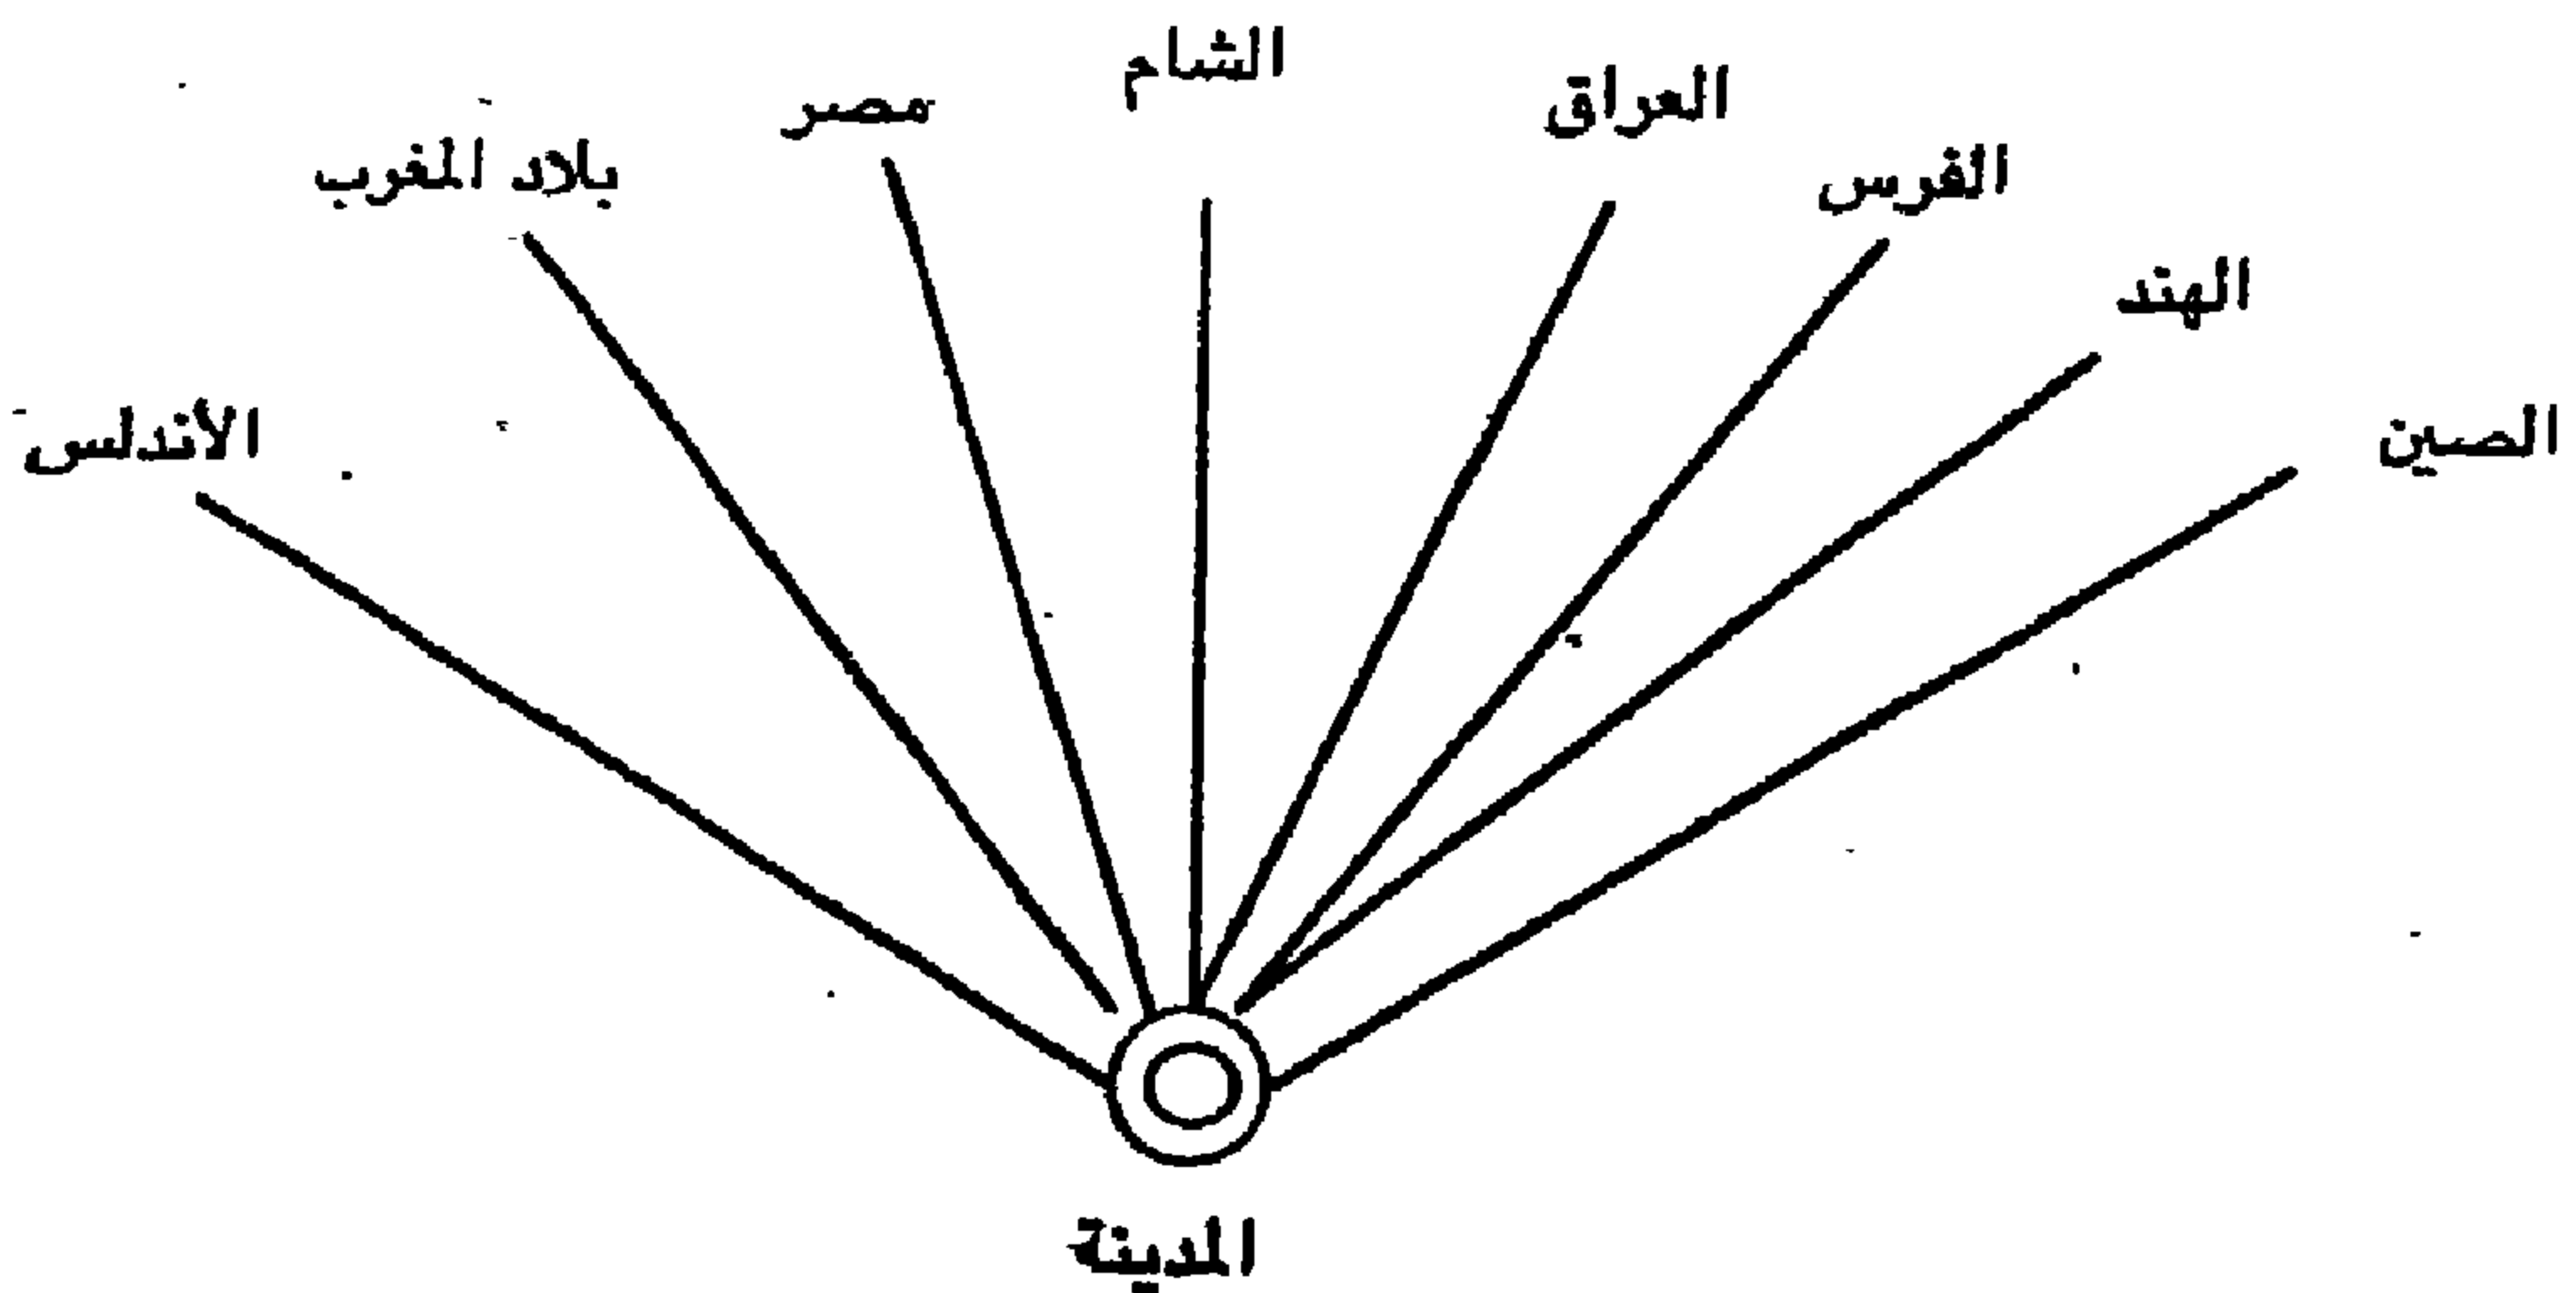 الشام
العراق
مصر
الفرس
بلاد المغرب
الهند
الصين
الأندلس
المدينة